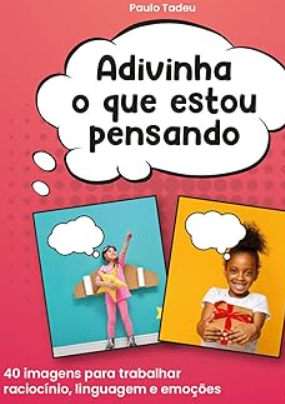 Paulo Tadeu
Adivinha
o que estou
pensando
40 imagens para trabalhar
raciocínio, linguagem e emoções